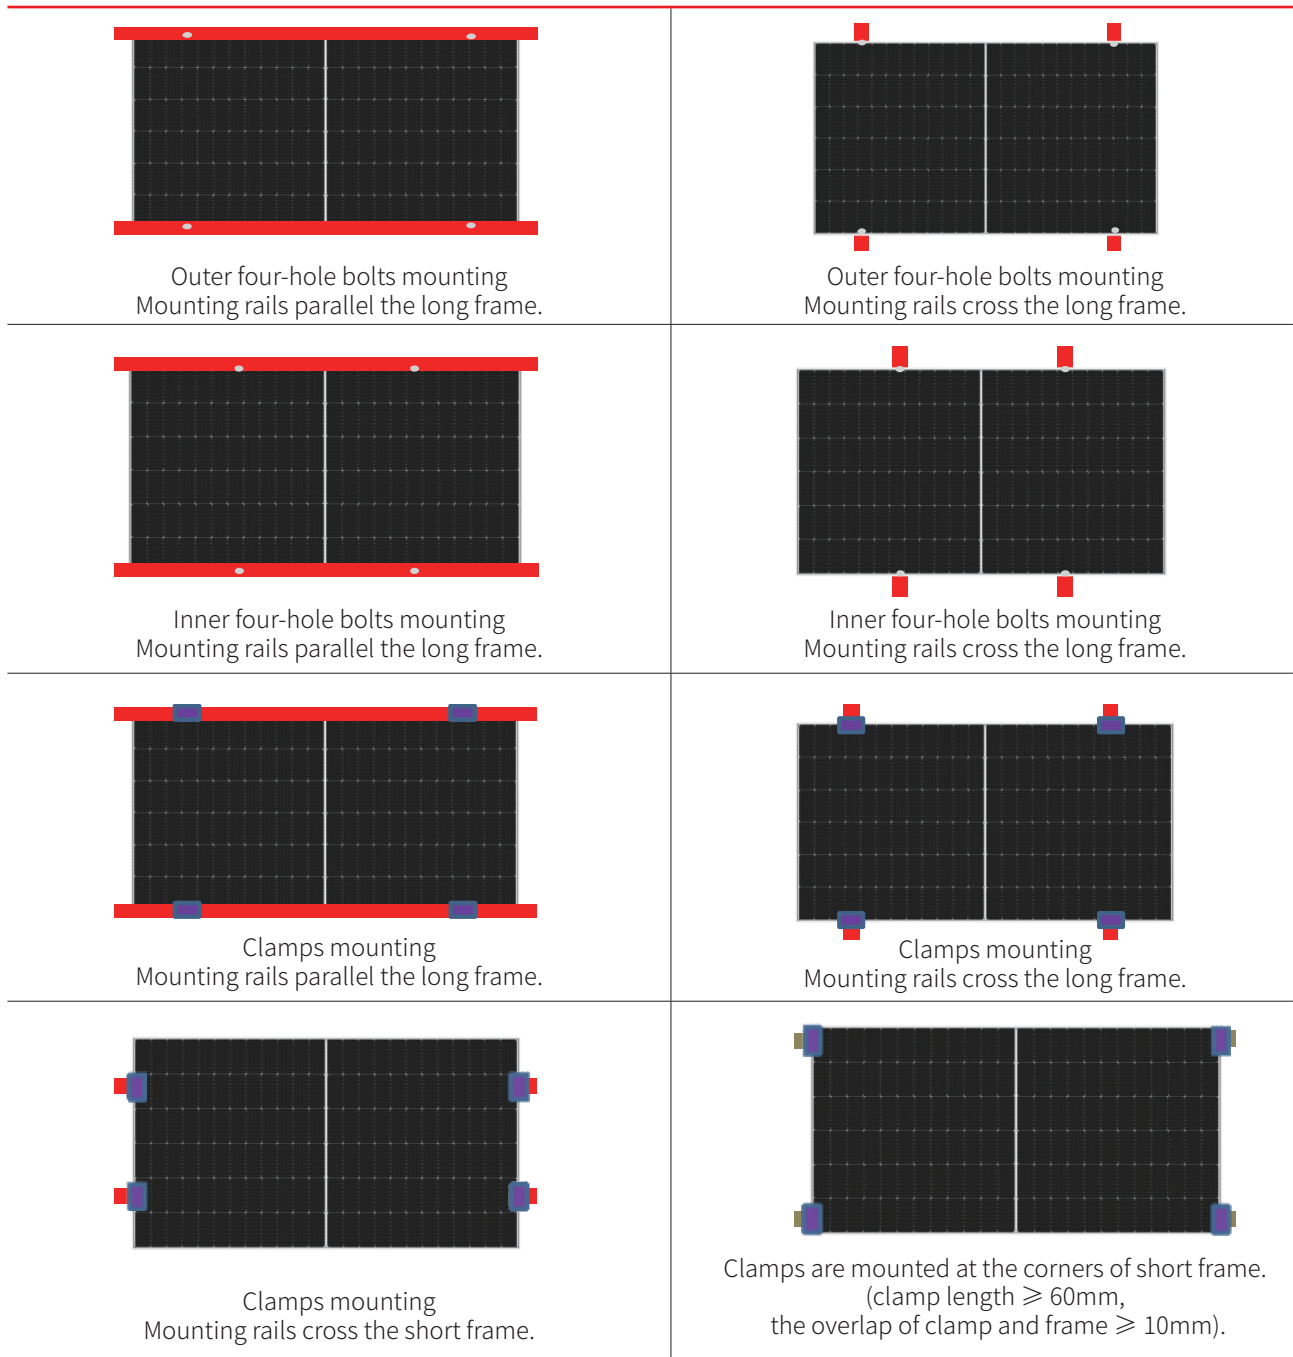 Outer four-hole bolts mounting
Mounting rails parallel the long frame.
Outer four-hole bolts mounting
Mounting rails cross the long frame.
Inner four-hole bolts mounting
Mounting rails parallel the long frame.
Inner four-hole bolts mounting
Mounting rails cross the long frame.
Clamps mounting
Mounting rails parallel the long frame.
Clamps mounting
Mounting rails cross the long frame.
Clamps mounting
Mounting rails cross the short frame.
Clamps are mounted at the corners of short frame.
(clamp length ⩾ 60mm,
the overlap of clamp and frame ⩾ 10mm).